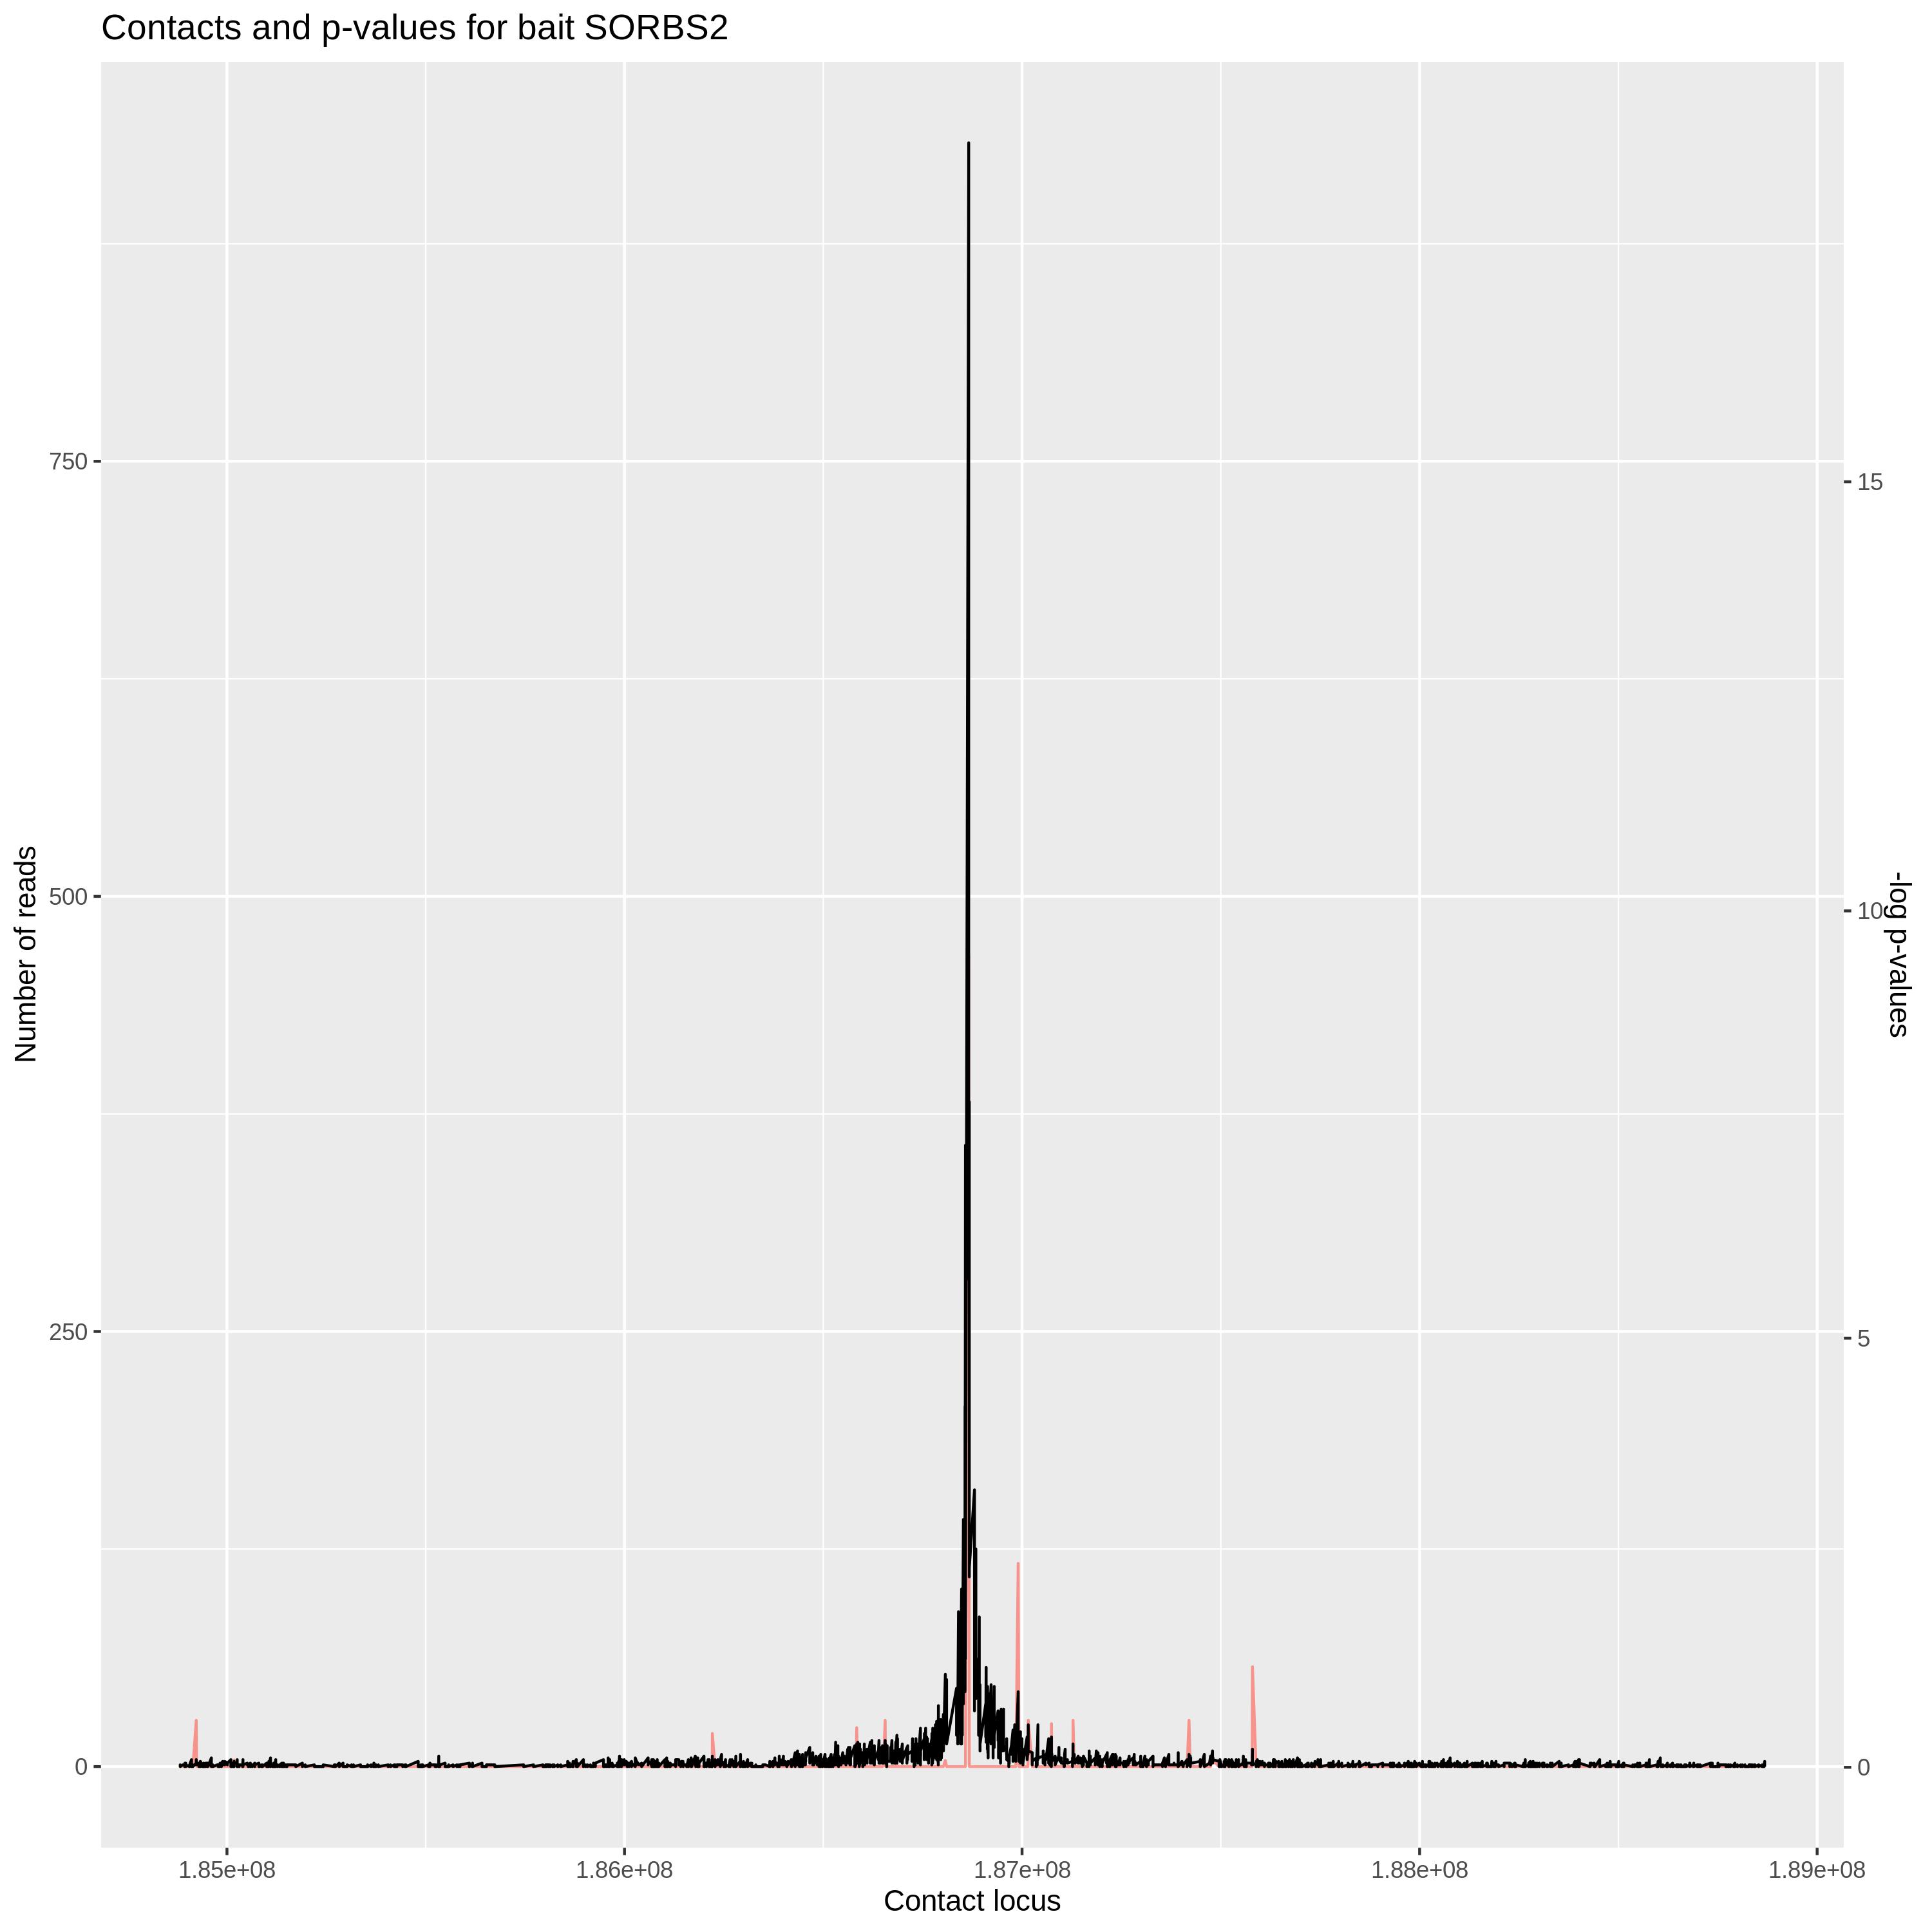 Contacts and p-values for bait SORBS2
Number of reads
750
500
250
0
15
10
5
0
-log p-values
1.85e+08 1.86e+08 1.87e+08 1.88e+08 1.89e+08
Contact locus